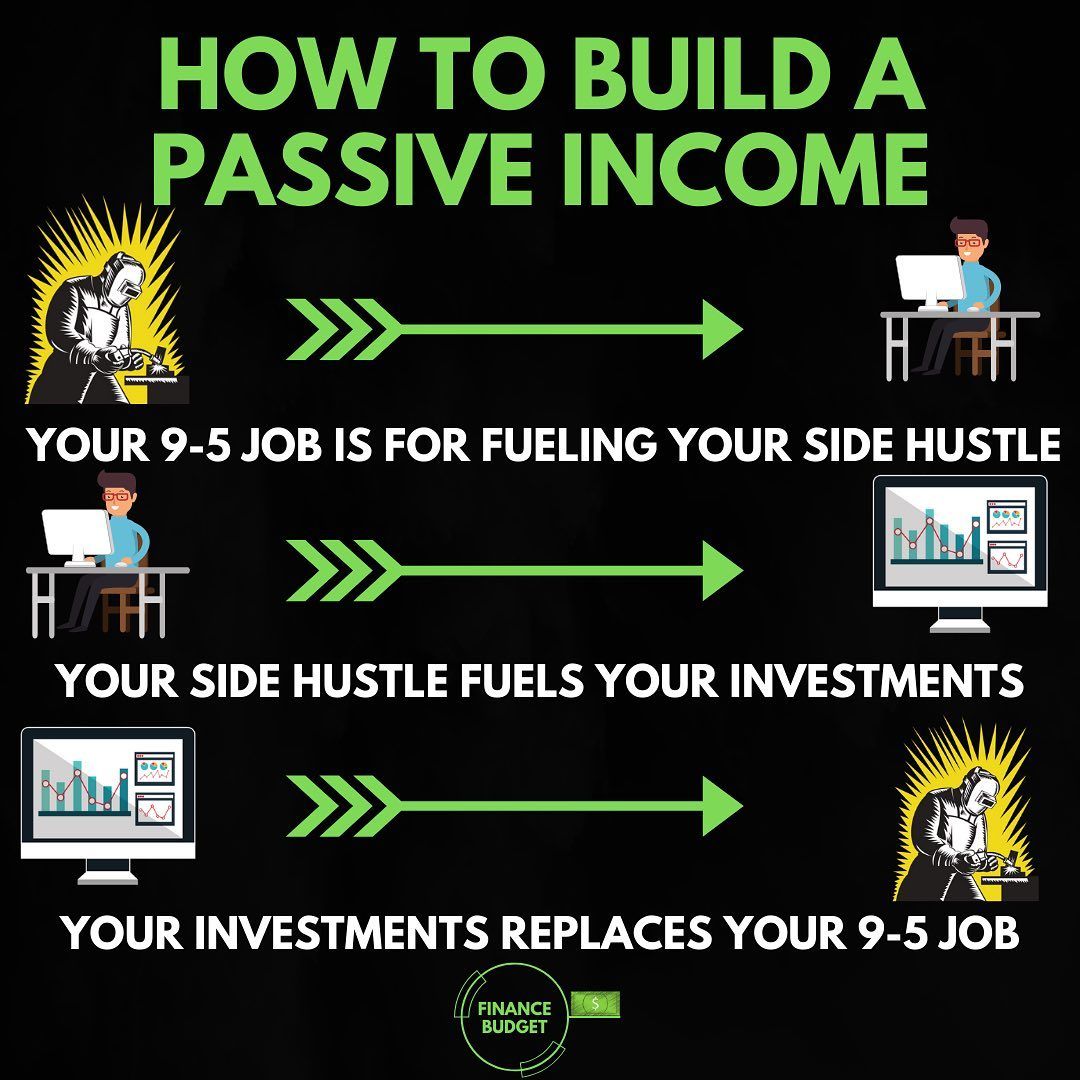 HOW TO BUILD A
PASSIVE INCOME
YOUR 9-5 JOB IS FOR FUELING YOUR SIDE HUSTLE
YOUR SIDE HUSTLE FUELS YOUR INVESTMENTS
YOUR INVESTMENTS REPLACES YOUR 9-5 JOB
FINANCE
BUDGET
$